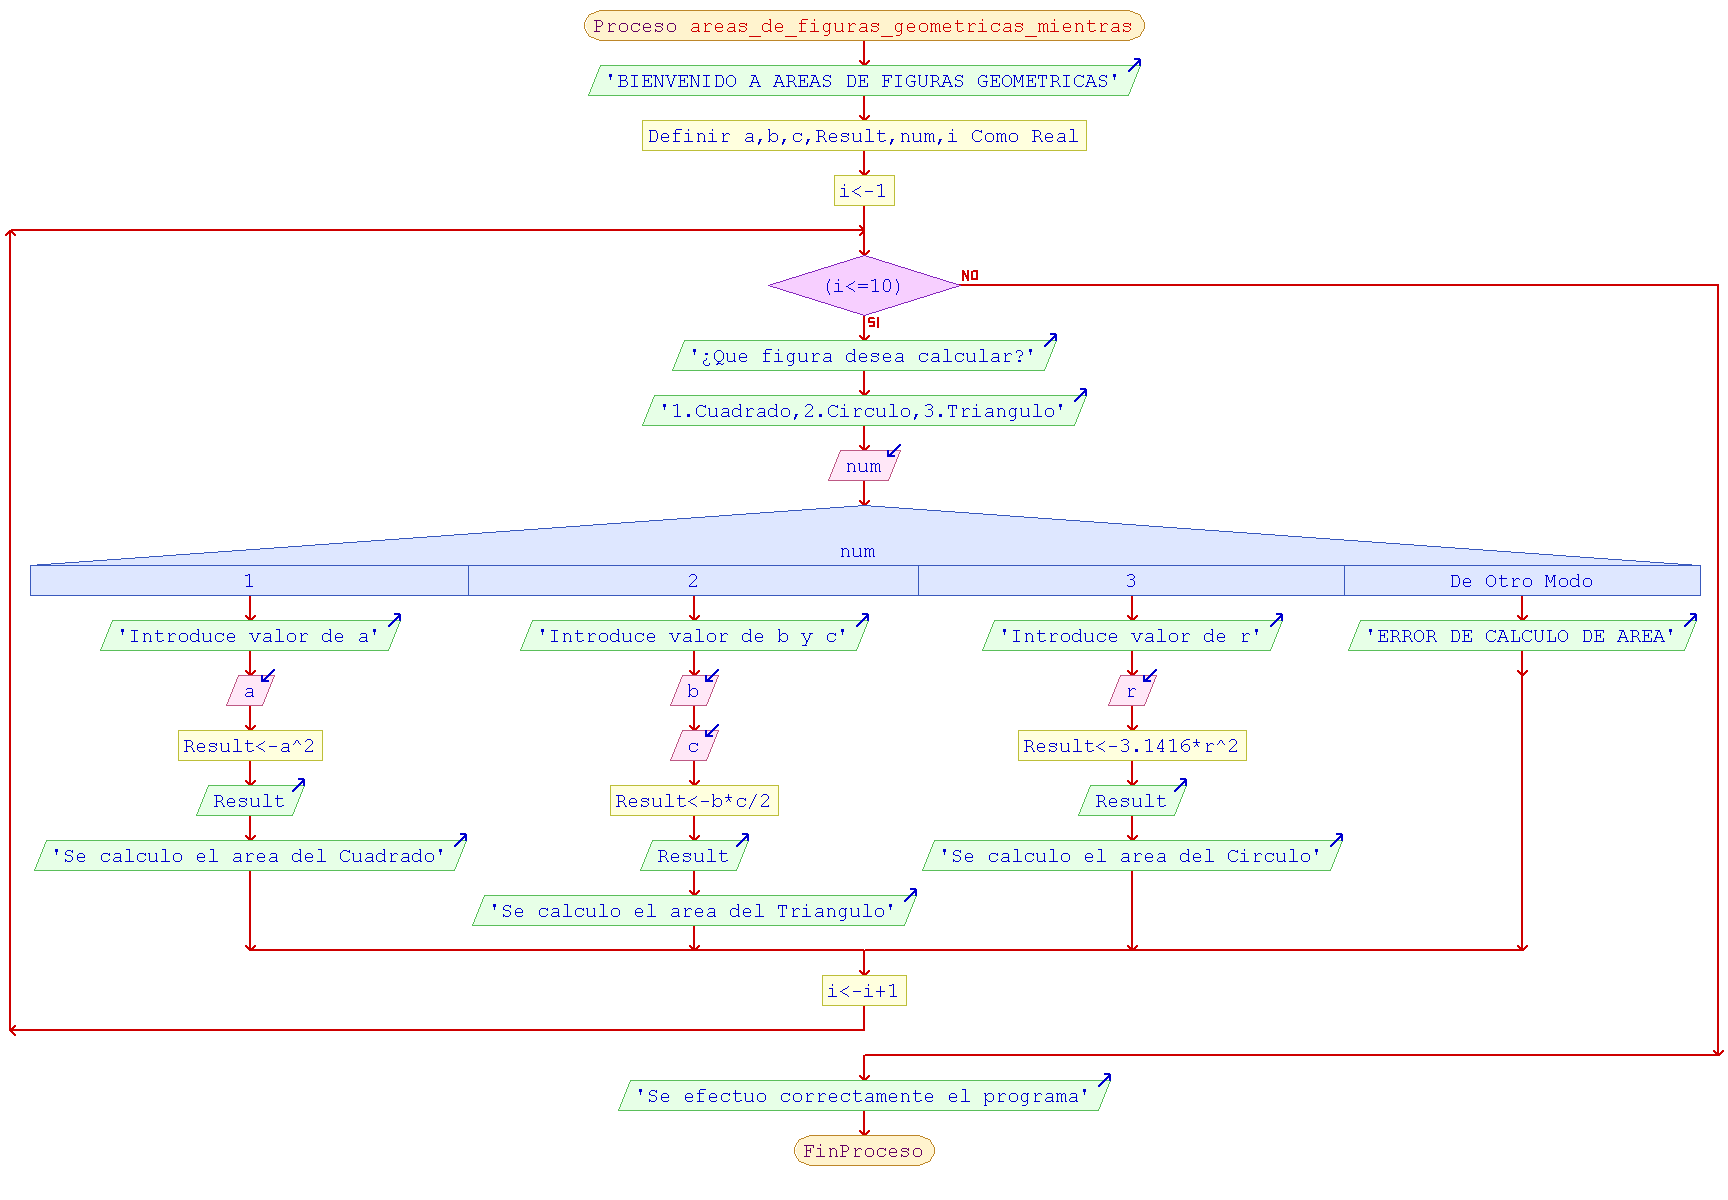 Proceso areas_de_figuras_geometricas_mientras
'BIENVENIDO A AREAS DE FIGURAS GEOMETRICAS'
Definir a,b,c,Result,num,i Como Real
i<-1
(i<=10)
NO
SI
'¿Que figura desea calcular?'
'1.Cuadrado,2.Circulo,3.Triangulo'
num
num
1
2
3
De Otro Modo
'Introduce valor de a'
a
Result<-a^2
Result
'Se calculo el area del Cuadrado'
'Introduce valor de b y c'
b
c
Result<-b*c/2
Result
'Se calculo el area del Triangulo'
'Introduce valor de r'
r
Result<-3.1416*r^2
Result
'Se calculo el area del Circulo'
'ERROR DE CALCULO DE AREA'
i<-i+1
'Se efectuo correctamente el programa'
FinProceso